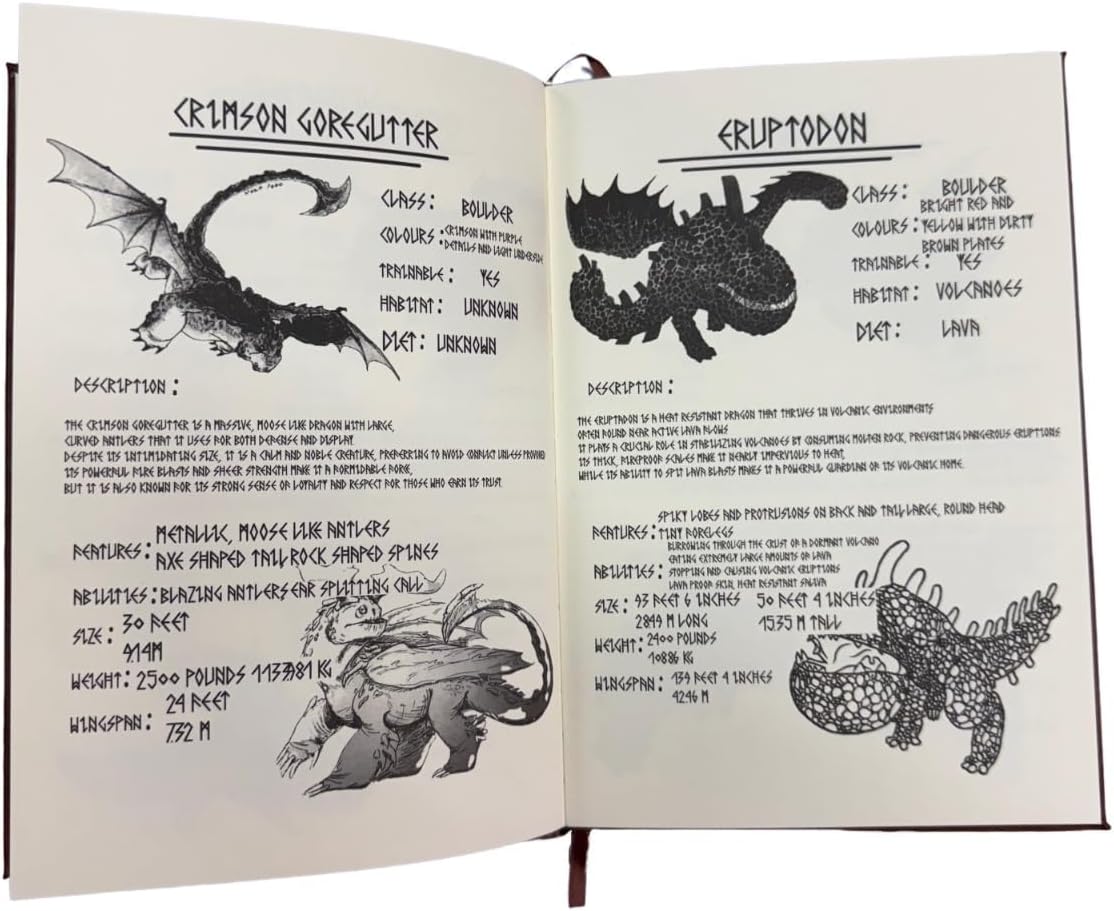 CRIMSON GOREGUTTER
CLASS: BOULDER
COLOURS: •CRIMSON WITH PURPLE
•DETAILS AND LIGHT UNDERSIDE
TRAINABLE: YES
HABITAT: UNKNOWN
DIET: UNKNOWN
DESCRIPTION:
THE CRIMSON GOREGUTTER IS A MASSIVE, MOOSE LIKE DRAGON WITH LARGE,
CURVED ANTLERS THAT IT USES FOR BOTH DEFENSE AND DISPLAY.
DESPITE ITS INTIMIDATING SIZE, IT IS A CALM AND NOBLE CREATURE, PREFERRING TO AVOID CONFLICT UNLESS PROVOKED
ITS POWERFUL FIRE BLASTS AND SHEER STRENGTH MAKE IT A FORMIDABLE FORE,
BUT IT IS ALSO KNOWN FOR ITS STRONG SENSE OF LOYALTY AND RESPECT FOR THOSE WHO EARN ITS TRUST
FEATURES: METALLIC, MOOSE LIKE ANTLERS
AXE SHAPED TAIL, ROCK SHAPED SPINES
ABILITIES: BLAZING ANTLERS EAR SPLITTING CALL
SIZE: 30 FEET
9.14M
WEIGHT: 2500 POUNDS 1133.981 KG
WINGSPAN: 24 FEET
7.32 M
ERUPTODON
CLASS: BOULDER
COLOURS: BRIGHT RED AND
YELLOW WITH DIRTY
BROWN PLATES
TRAINABLE: YES
HABITAT: VOLCANOES
DIET: LAVA
DESCRIPTION:
THE ERUPTADON IS A HEAT RESISTANT DRAGON THAT THRIVES IN VOLCANIC ENVIRONMENTS
OFTEN FOUND NEAR ACTIVE LAVA FLOWS
IT PLAYS A CRUCIAL ROLE IN STABILIZING VOLCANOES BY CONSUMING MOLTEN ROCK, PREVENTING DANGEROUS ERUPTIONS
ITS THICK, FIREPROOF SCALES MAKE IT NEARLY IMPERVIOUS TO HEAT,
WHILE ITS ABILITY TO SPIT LAVA BLASTS MAKES IT A POWERFUL GUARDIAN OF ITS VOLCANIC HOME.
FEATURES: SPIKY LOBES AND PROTRUSIONS ON BACK AND TAIL, LARGE, ROUND HEAD
TINY FORELEGS
ABILITIES: BURROWING THROUGH THE CRUST OF A DORMANT VOLCANO
EATING EXTREMELY LARGE AMOUNTS OF LAVA
STOPPING AND CAUSING VOLCANIC ERUPTIONS
LAVA PROOF SKIN, HEAT RESISTANT SALIVA
SIZE: 93 FEET 6 INCHES 50 FEET 4 INCHES
28.49 M LONG 15.35 M TALL
WEIGHT: 2400 POUNDS
1088.6 KG
WINGSPAN: 139 FEET 4 INCHES
42.46 M